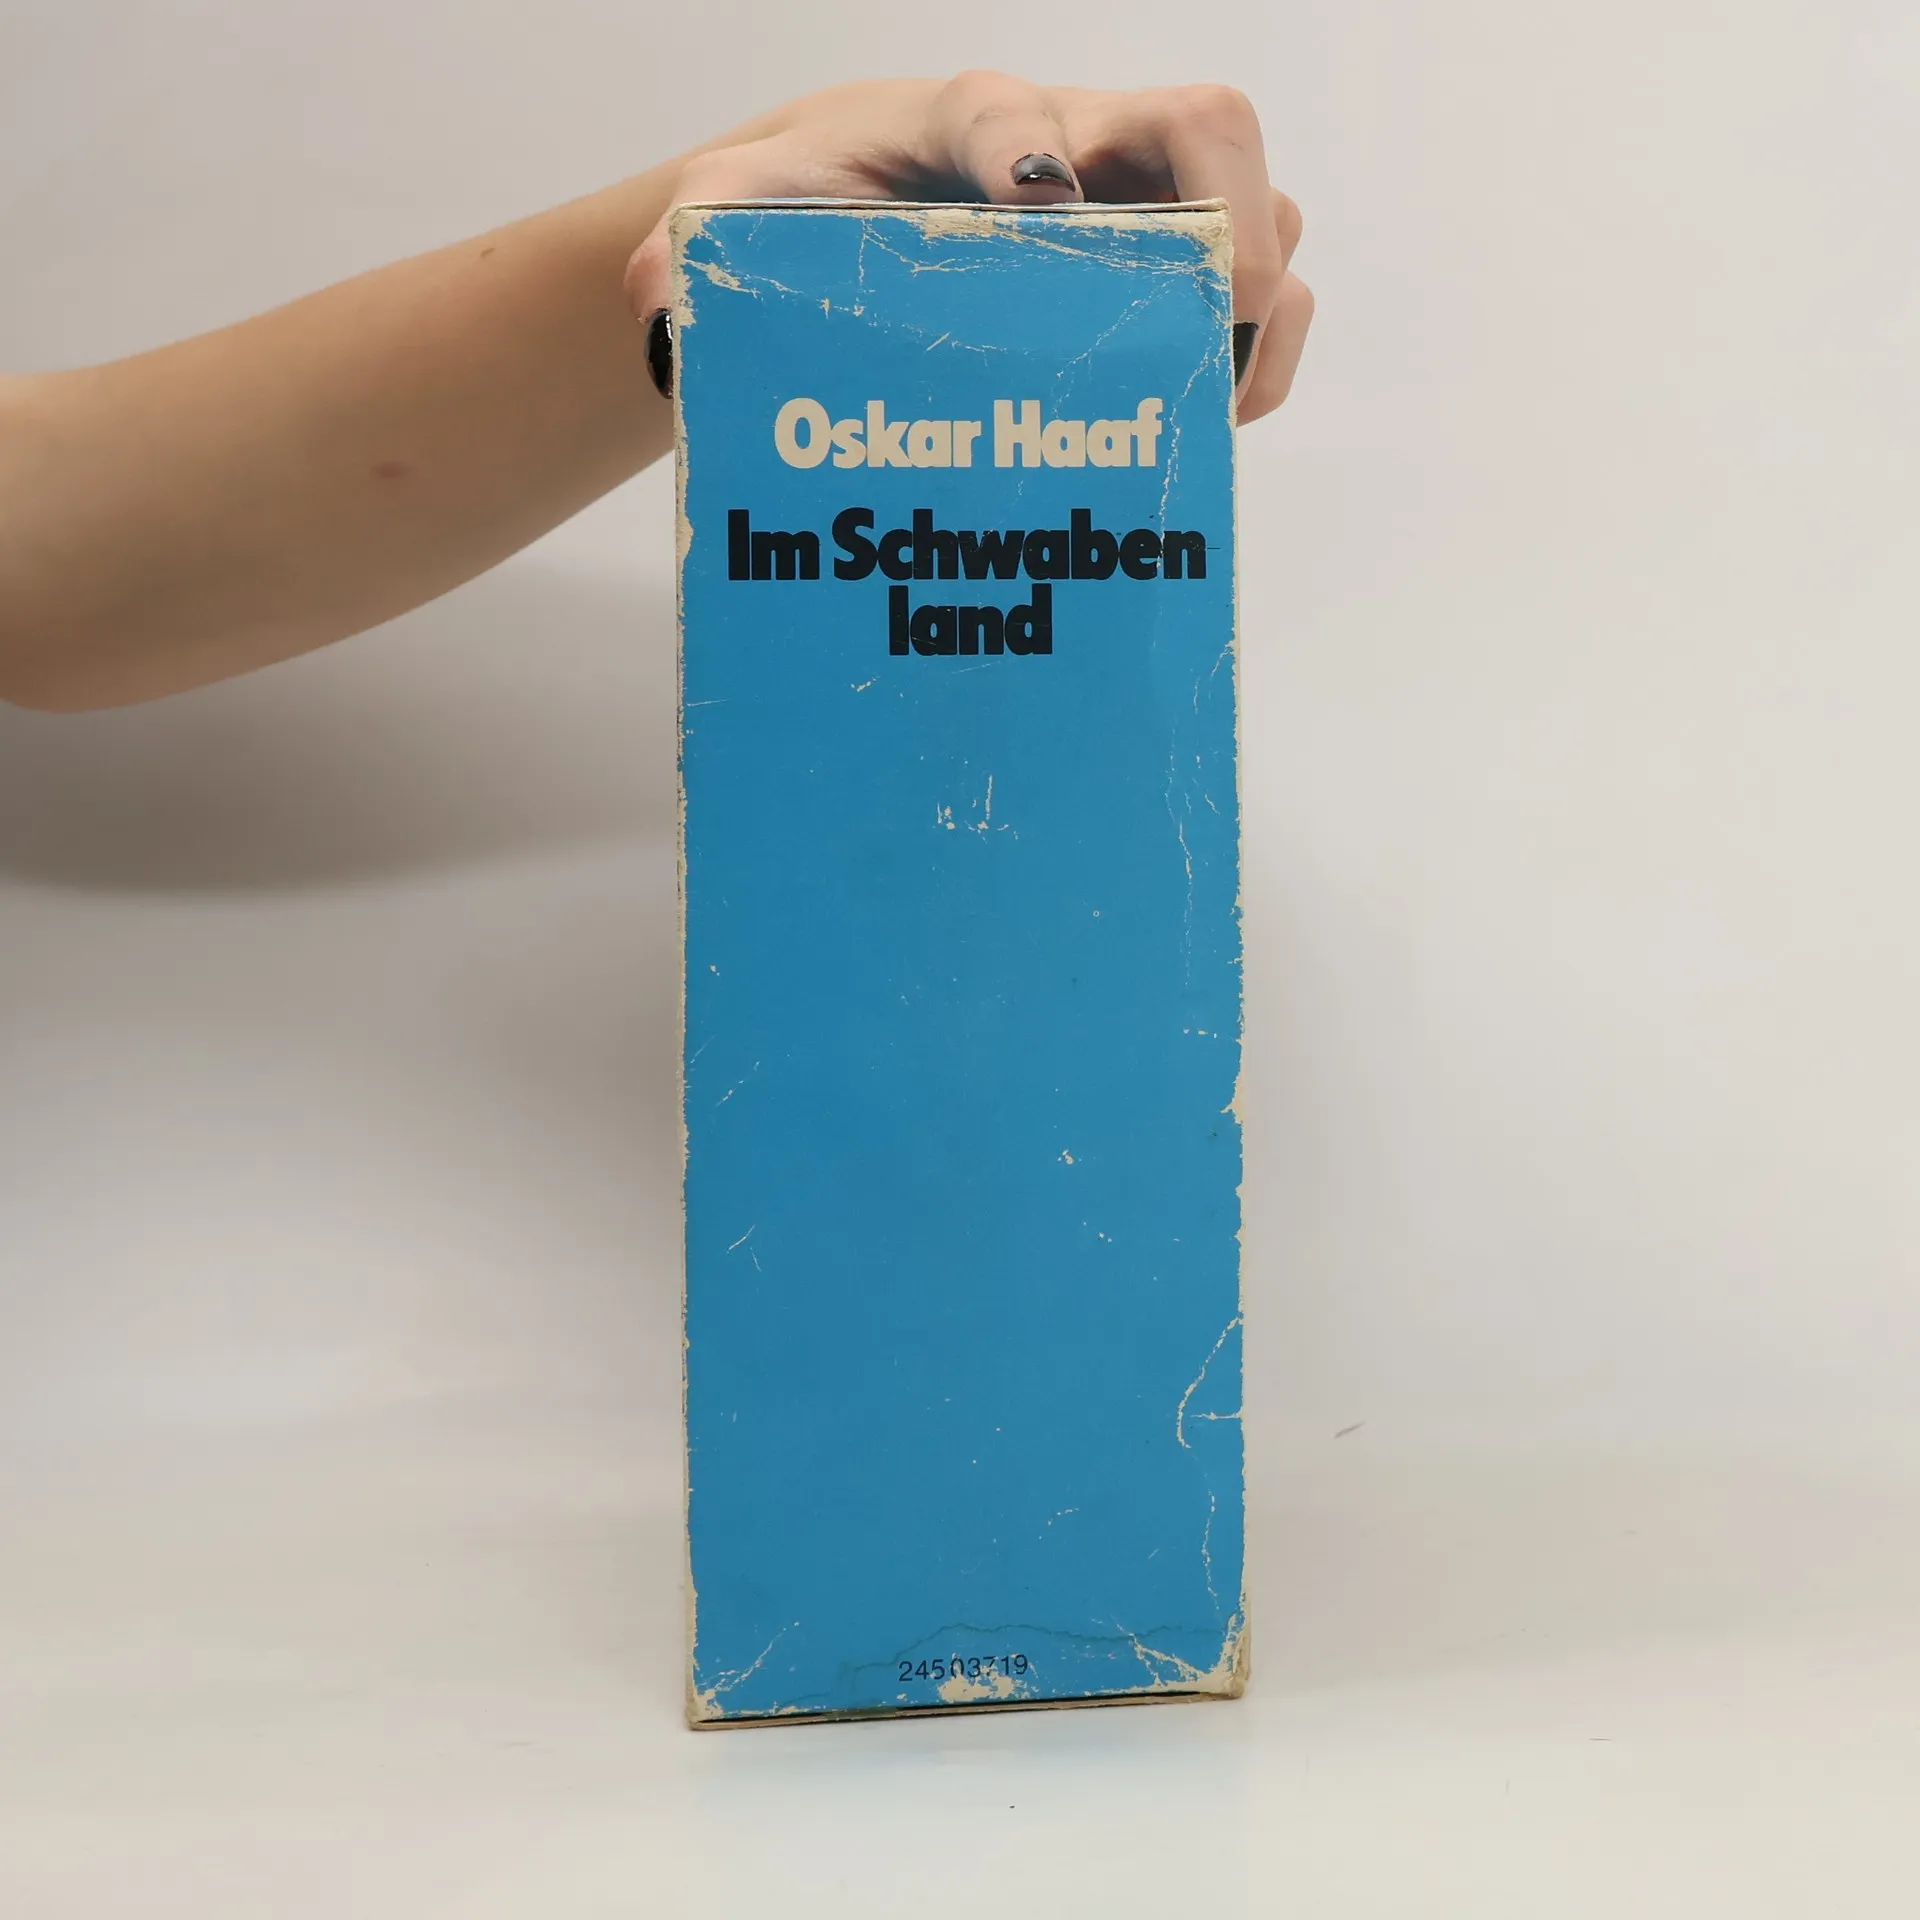 Oskar Haaf
Im Schwaben
land
24503719